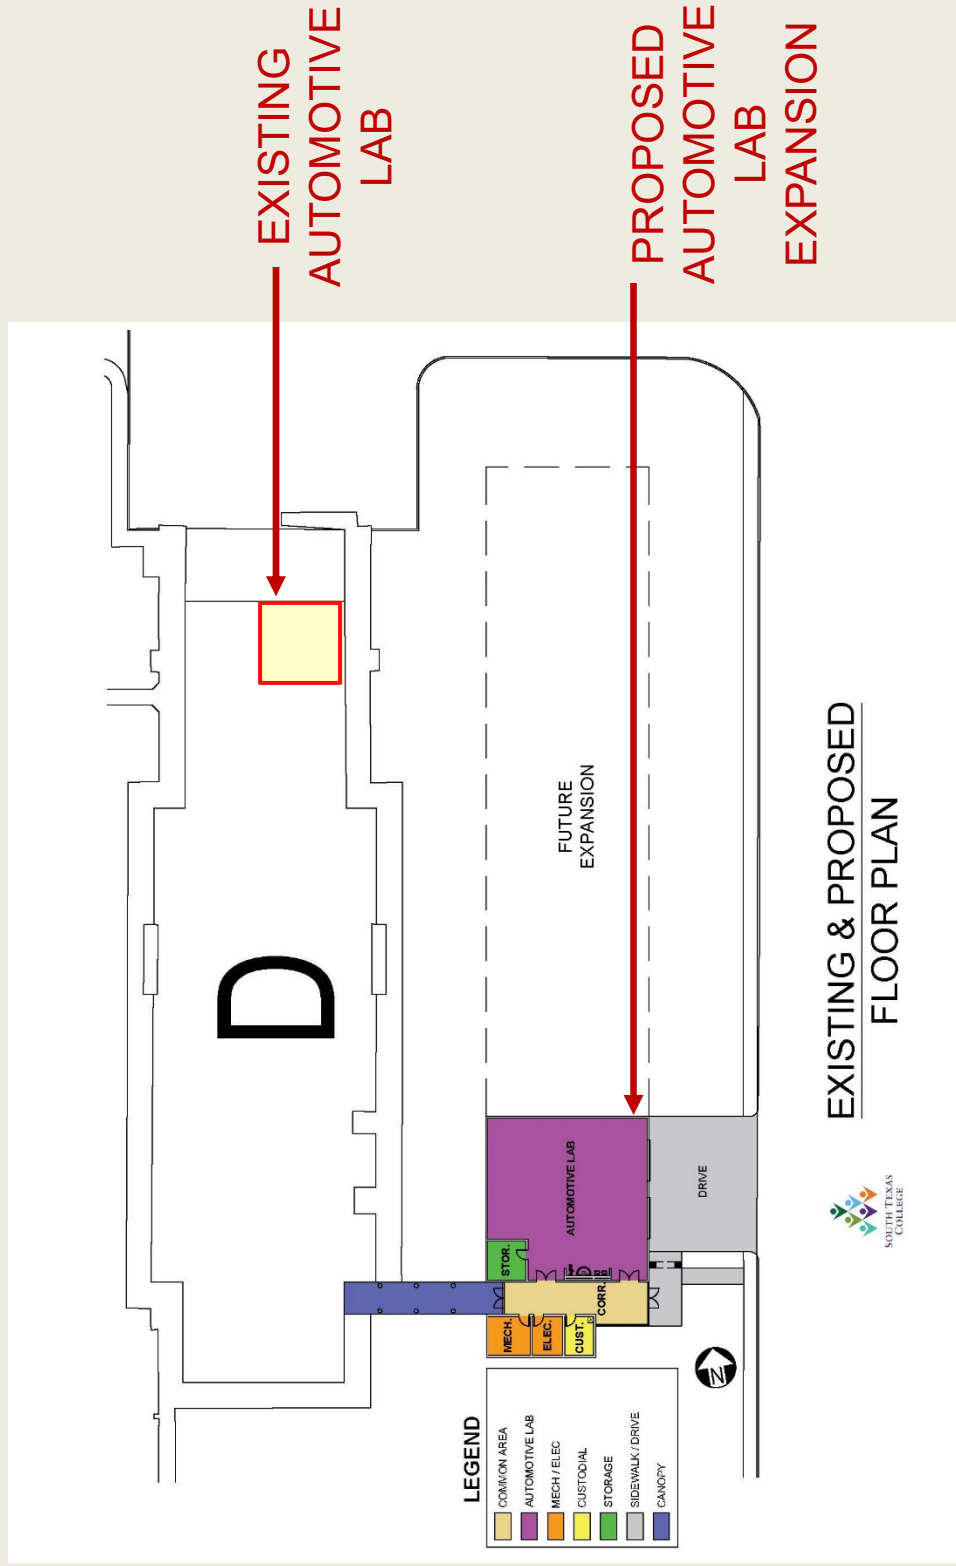 EXISTING
AUTOMOTIVE
LAB
PROPOSED
AUTOMOTIVE
LAB
EXPANSION
D
FUTURE
EXPANSION
AUTOMOTIVE LAB
DRIVE
STOR.
CORR.
MECH.
ELEC.
CUST.
N
LEGEND
COMMON AREA
AUTOMOTIVE LAB
MECH / ELEC
CUSTODIAL
STORAGE
SIDEWALK / DRIVE
CANOPY
EXISTING & PROPOSED
FLOOR PLAN
SOUTH TEXAS
COLLEGE